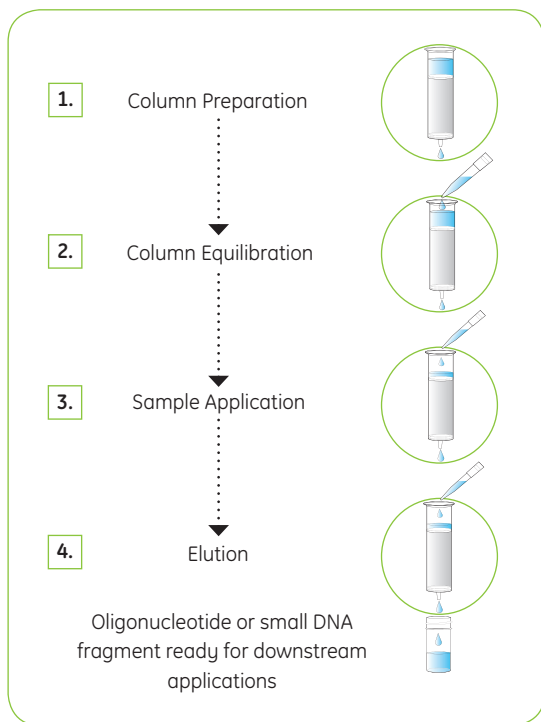 1. Column Preparation
2. Column Equilibration
3. Sample Application
4. Elution
Oligonucleotide or small DNA
fragment ready for downstream
applications